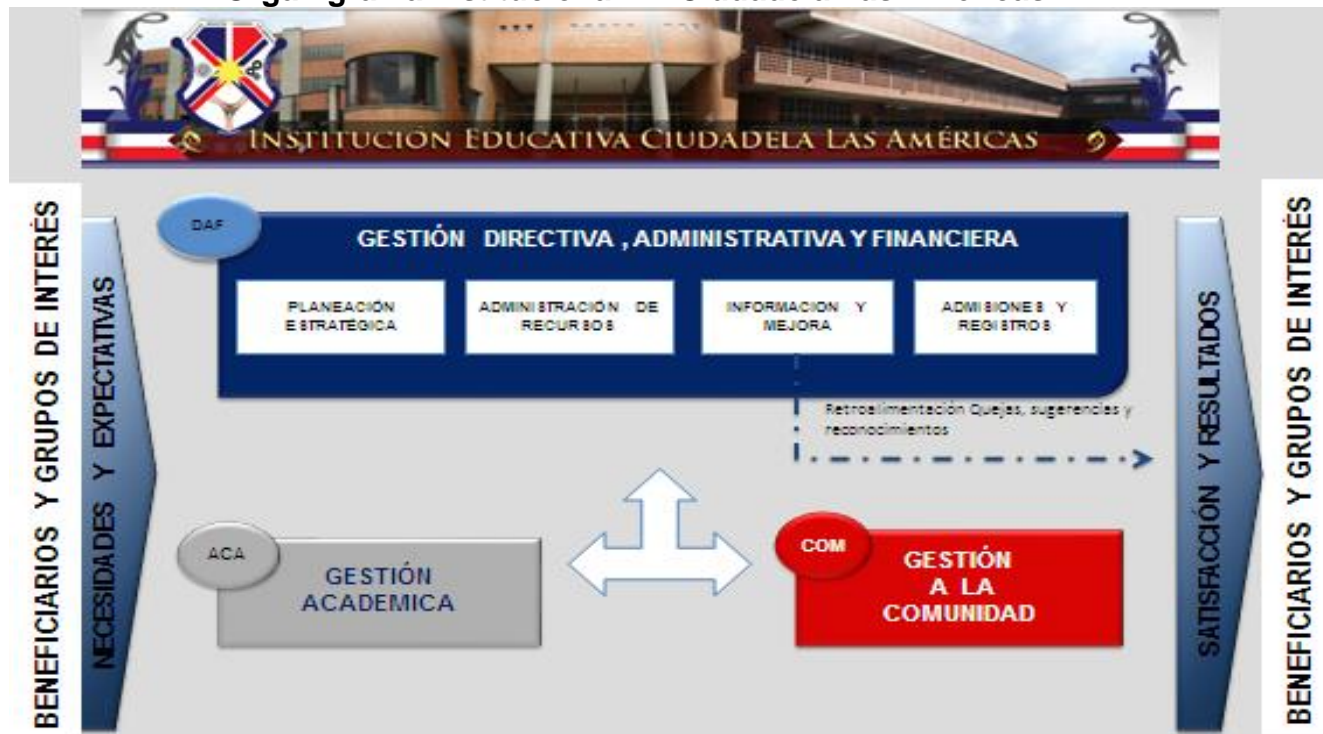 INSTITUCIÓN EDUCATIVA CIUDADELA LAS AMÉRICAS
BENEFICIARIOS Y GRUPOS DE INTERÉS
NECESIDADES Y EXPECTATIVAS
DAF
GESTIÓN DIRECTIVA , ADMINISTRATIVA Y FINANCIERA
PLANEACIÓN
ESTRATÉGICA
ADMINISTRACIÓN DE
RECURSOS
INFORMACION Y
MEJORA
ADMISIONES Y
REGISTROS
Retroalimentación Quejas, sugerencias y
reconocimientos
ACA
GESTIÓN
ACADEMICA
COM
GESTIÓN
A LA
COMUNIDAD
SATISFACCIÓN Y RESULTADOS
BENEFICIARIOS Y GRUPOS DE INTERÉS